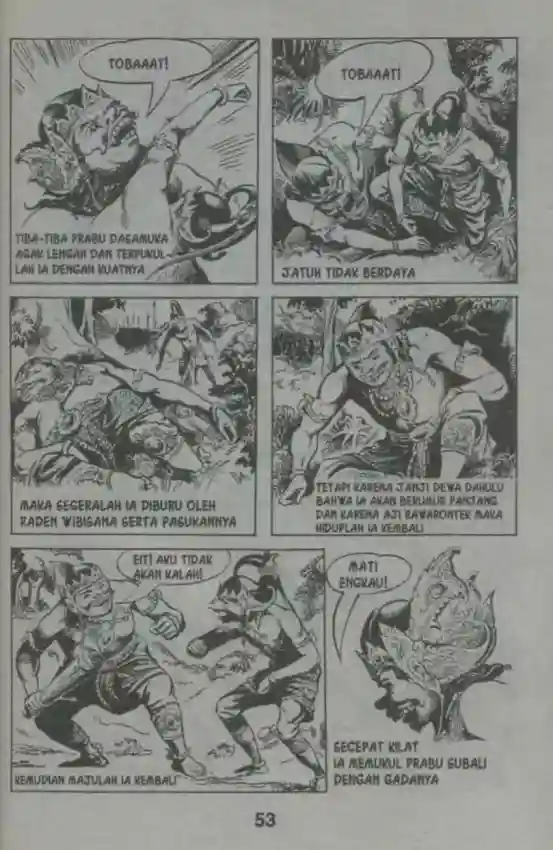 TOBAAAT!
TIBA-TIBA PRABU DASAMUKA
AGAK LENGAH DAN TERPUKUL
LAH IA DENGAN KUATNYA
TOBAAAT!
JATUH TIDAK BERDAYA
MAKA SEGERALAH IA DIBURU OLEH
RADEN WIBISANA SERTA PASUKANNYA
TETAPI KARENA JANJI DEWA DAHULU
BAHWA IA AKAN BERUMUR PANJANG
DAN KARENA AJI RAWARONTEK MAKA
HIDUPLAH IA KEMBALI
EIT! AKU TIDAK
AKAN KALAH!
KEMUDIAN MAJULAH IA KEMBALI
MATI
ENGKAU!
SECEPAT KILAT
IA MEMUKUL PRABU SUBALI
DENGAN GADANYA
53